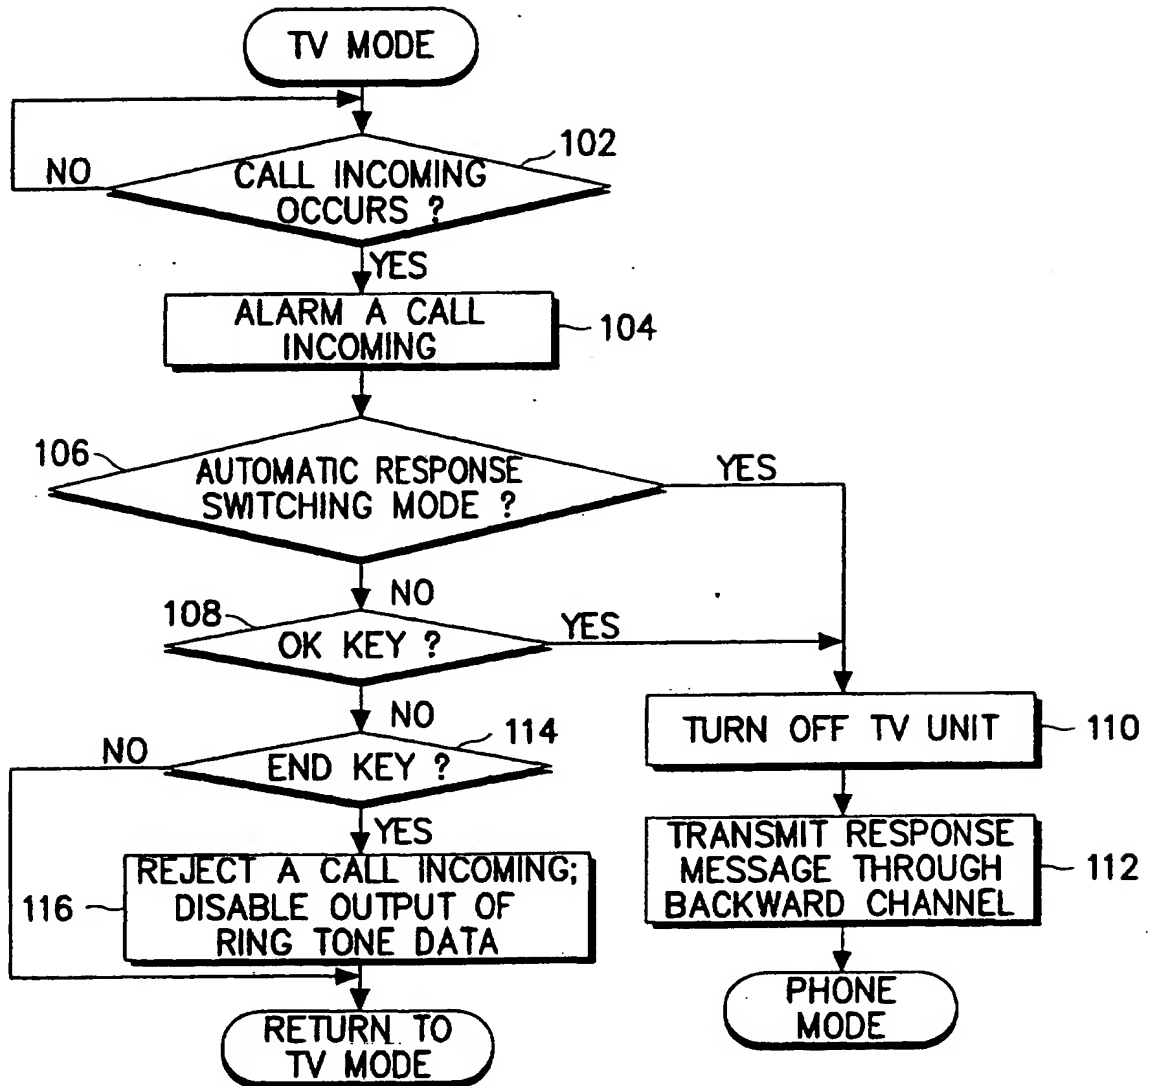 TV MODE
102
CALL INCOMING
OCCURS ?
NO
YES
ALARM A CALL
INCOMING
104
106
AUTOMATIC RESPONSE
SWITCHING MODE ?
YES
NO
108
OK KEY ?
YES
NO
TURN OFF TV UNIT
110
114
NO
END KEY ?
YES
TRANSMIT RESPONSE
MESSAGE THROUGH
BACKWARD CHANNEL
112
116
REJECT A CALL INCOMING;
DISABLE OUTPUT OF
RING TONE DATA
PHONE
MODE
RETURN TO
TV MODE